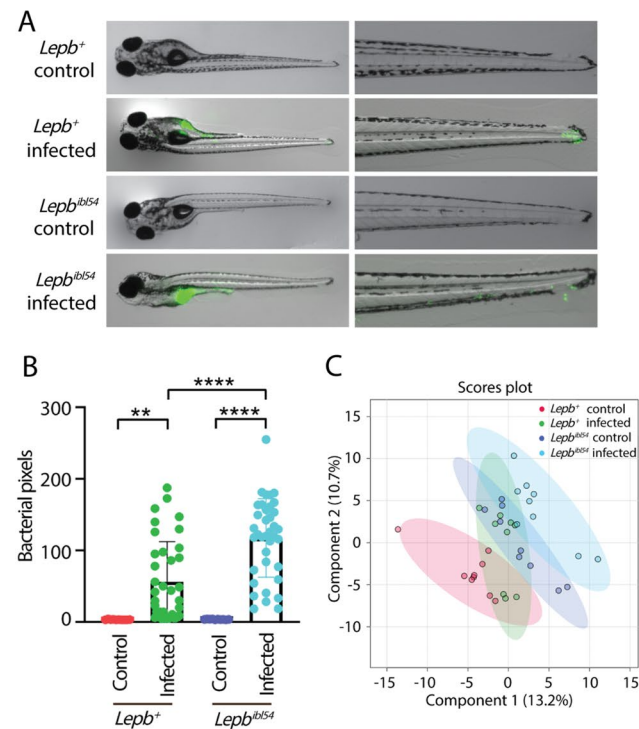 A
Lepb+
control
Lepb+
infected
Lepbibl54
control
Lepbibl54
infected
B
**
****
****
Bacterial pixels
300
200
100
0
Control
Infected
Control
Infected
Lepb+
Lepbibl54
C
Scores plot
Lepb+ control
Lepb+ infected
Lepbibl54 control
Lepbibl54 infected
Component 2 (10.7%)
15
10
5
0
-5
-10
-15
-10
-5
0
5
10
15
Component 1 (13.2%)